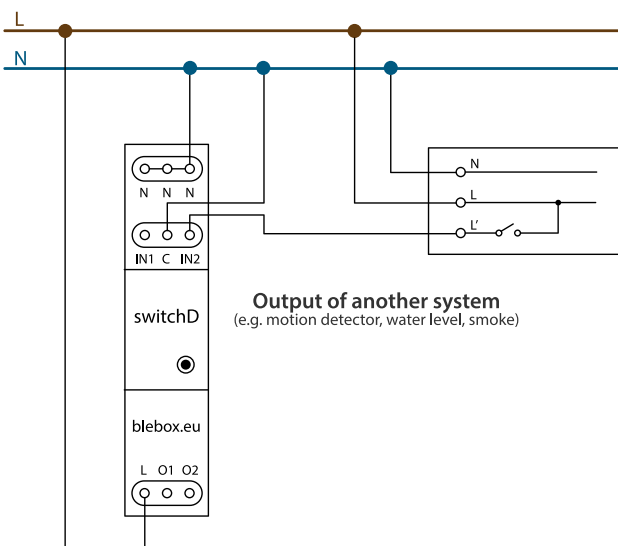 L
N
N N N
IN1 C IN2
switchD
blebox.eu
L O1 O2
N
L
L'
Output of another system
(e.g. motion detector, water level, smoke)